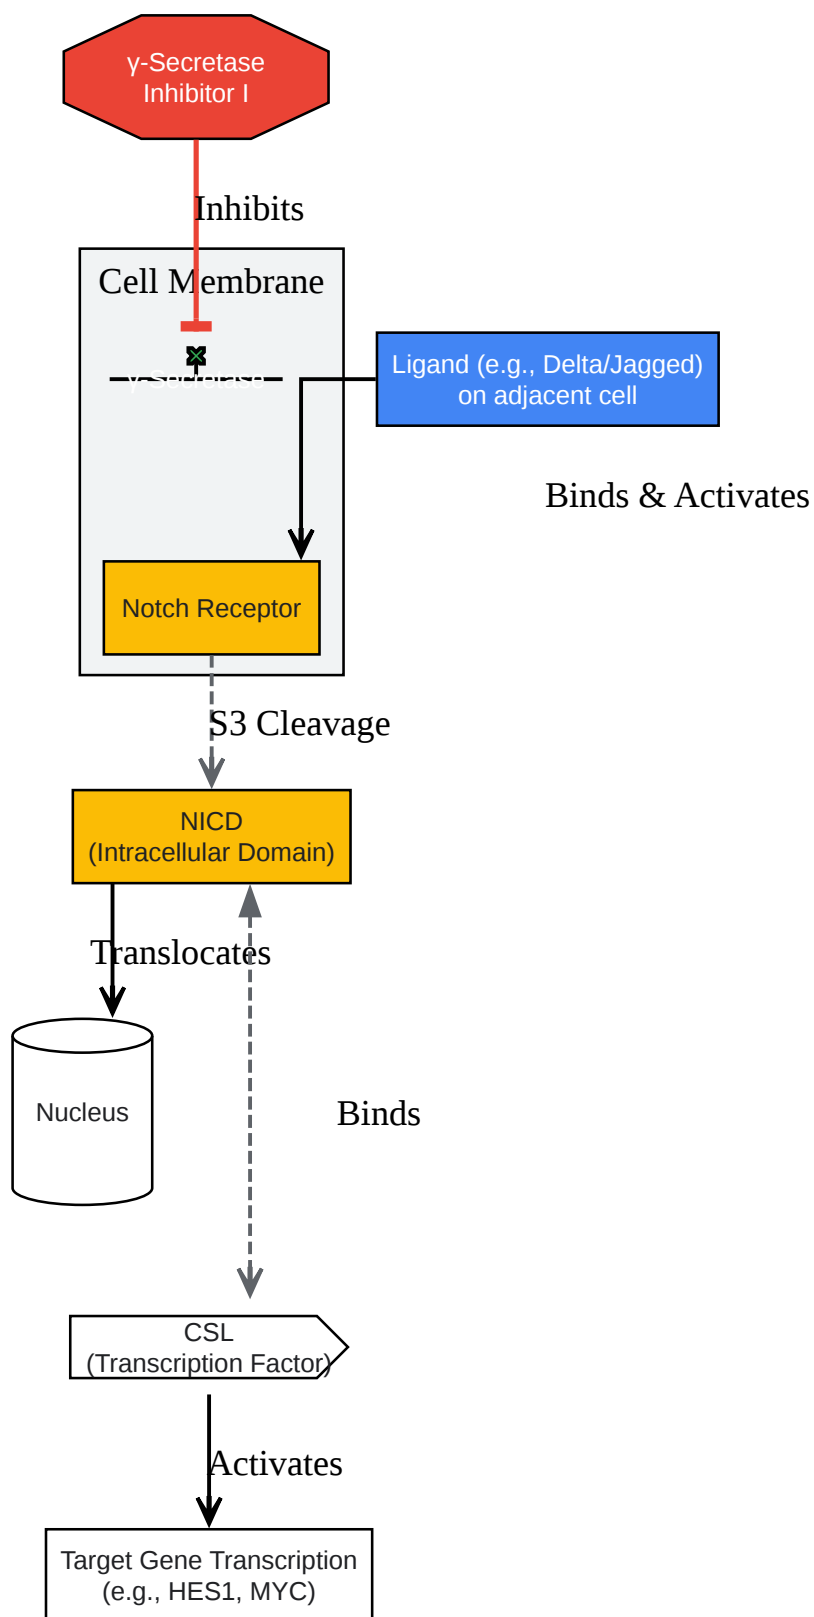 γ-Secretase
Inhibitor I
Inhibits
Cell Membrane
γ-Secretase
Ligand (e.g., Delta/Jagged)
on adjacent cell
Binds & Activates
Notch Receptor
S3 Cleavage
NICD
(Intracellular Domain)
Translocates
Nucleus
Binds
CSL
(Transcription Factor)
Activates
Target Gene Transcription
(e.g., HES1, MYC)